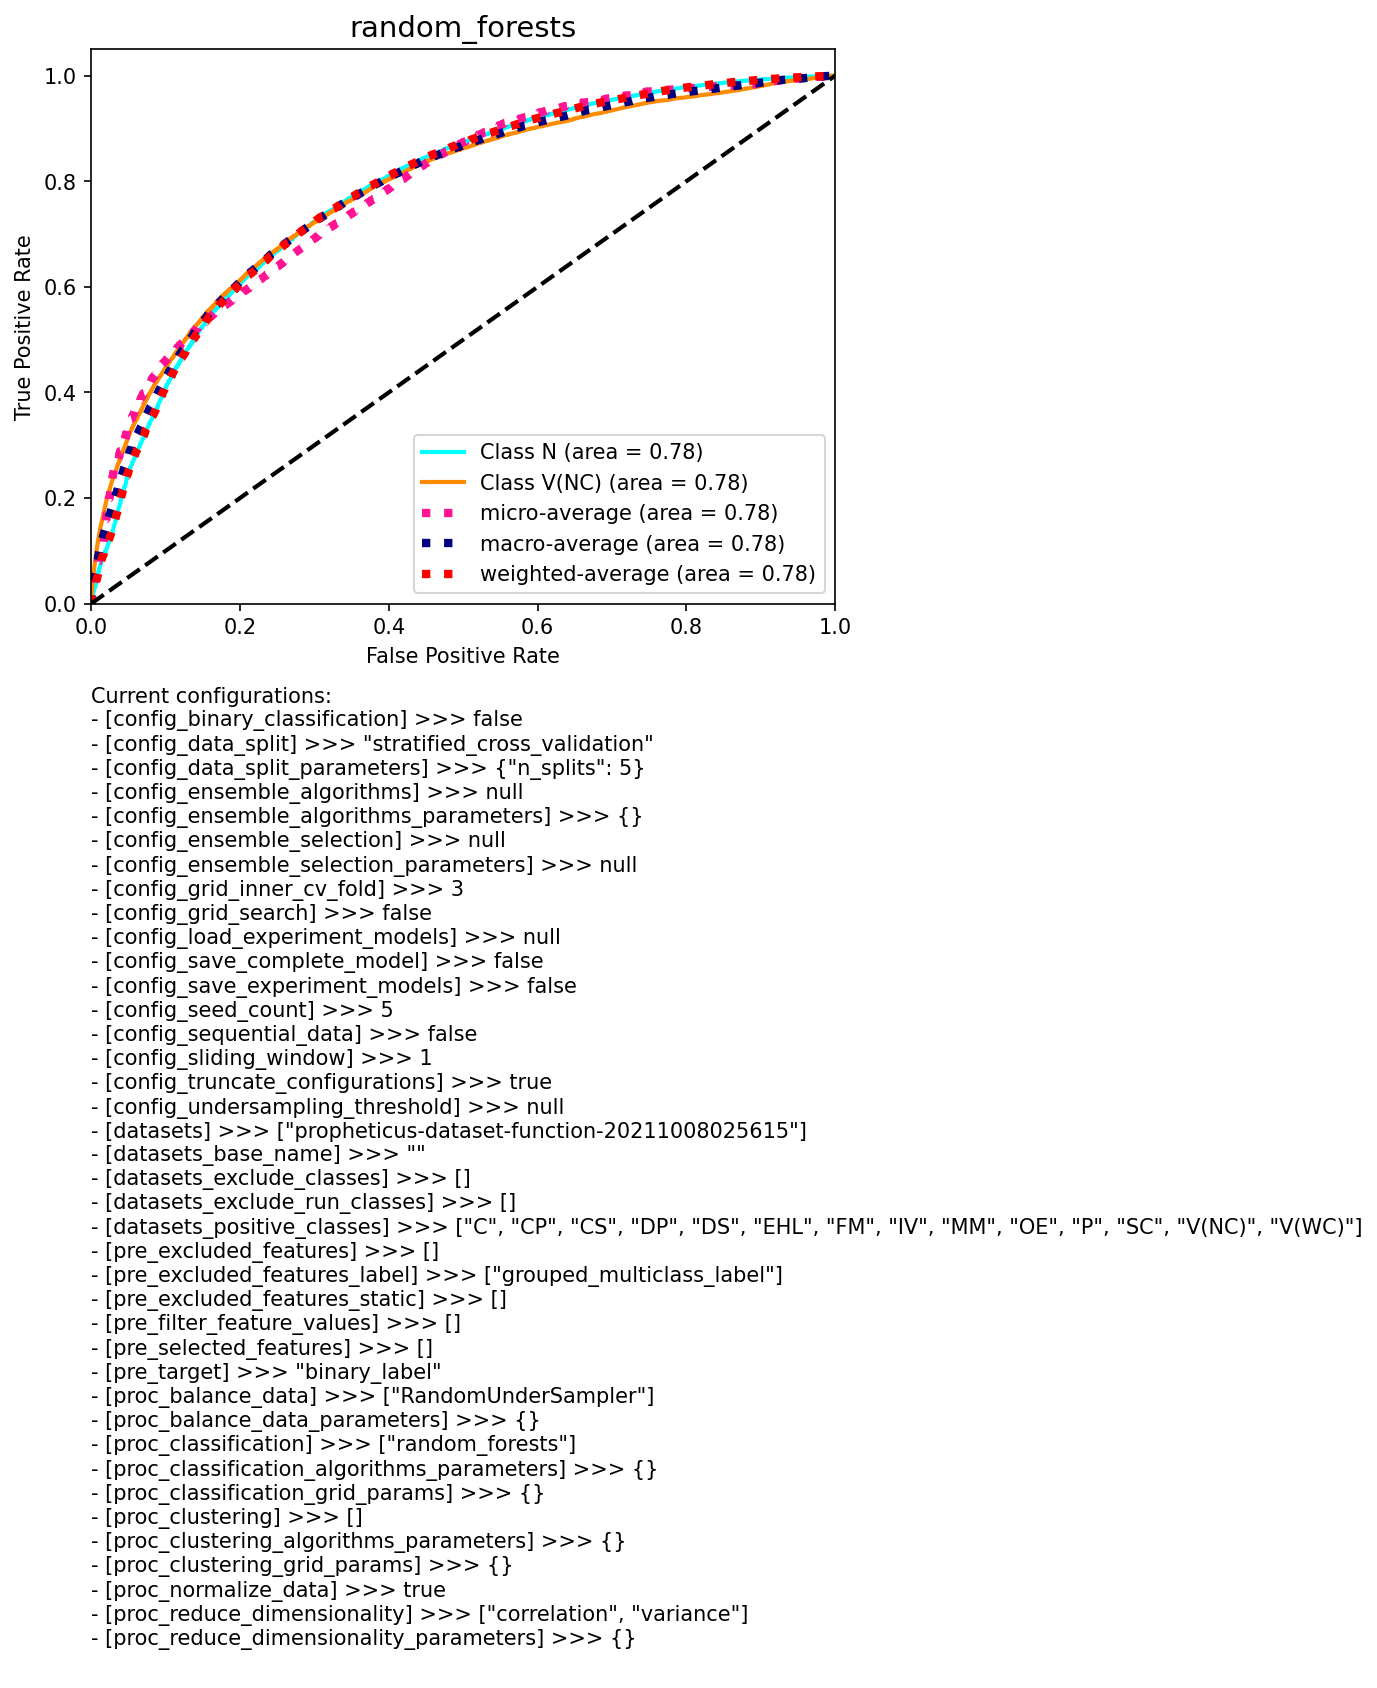 random_forests
1.0
0.8
0.6
0.4
0.2
0.0
True Positive Rate
Class N (area = 0.78)
Class V(NC) (area = 0.78)
micro-average (area = 0.78)
macro-average (area = 0.78)
weighted-average (area = 0.78)
0.0 0.2 0.4 0.6 0.8 1.0
False Positive Rate
Current configurations:
- [config_binary_classification] >>> false
- [config_data_split] >>> "stratified_cross_validation"
- [config_data_split_parameters] >>> {"n_splits": 5}
- [config_ensemble_algorithms] >>> null
- [config_ensemble_algorithms_parameters] >>> {}
- [config_ensemble_selection] >>> null
- [config_ensemble_selection_parameters] >>> null
- [config_grid_inner_cv_fold] >>> 3
- [config_grid_search] >>> false
- [config_load_experiment_models] >>> null
- [config_save_complete_model] >>> false
- [config_save_experiment_models] >>> false
- [config_seed_count] >>> 5
- [config_sequential_data] >>> false
- [config_sliding_window] >>> 1
- [config_truncate_configurations] >>> true
- [config_undersampling_threshold] >>> null
- [datasets] >>> ["propheticus-dataset-function-20211008025615"]
- [datasets_base_name] >>> ""
- [datasets_exclude_classes] >>> []
- [datasets_exclude_run_classes] >>> []
- [datasets_positive_classes] >>> ["C", "CP", "CS", "DP", "DS", "EHL", "FM", "IV", "MM", "OE", "P", "SC", "V(NC)", "V(WC)"]
- [pre_excluded_features] >>> []
- [pre_excluded_features_label] >>> ["grouped_multiclass_label"]
- [pre_excluded_features_static] >>> []
- [pre_filter_feature_values] >>> []
- [pre_selected_features] >>> []
- [pre_target] >>> "binary_label"
- [proc_balance_data] >>> ["RandomUnderSampler"]
- [proc_balance_data_parameters] >>> {}
- [proc_classification] >>> ["random_forests"]
- [proc_classification_algorithms_parameters] >>> {}
- [proc_classification_grid_params] >>> {}
- [proc_clustering] >>> []
- [proc_clustering_algorithms_parameters] >>> {}
- [proc_clustering_grid_params] >>> {}
- [proc_normalize_data] >>> true
- [proc_reduce_dimensionality] >>> ["correlation", "variance"]
- [proc_reduce_dimensionality_parameters] >>> {}